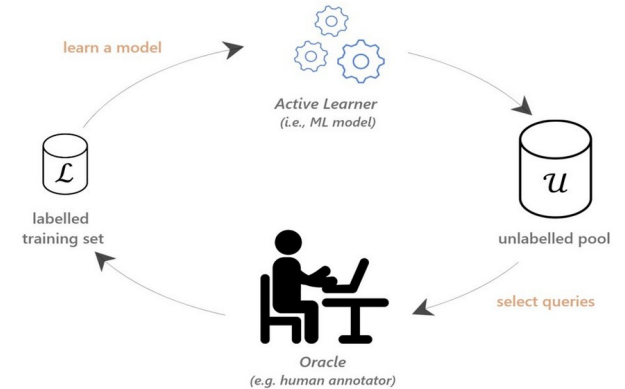 learn a model
Active Learner
(i.e., ML model)
ℒ
labelled
training set
𝒰
unlabelled pool
select queries
Oracle
(e.g. human annotator)